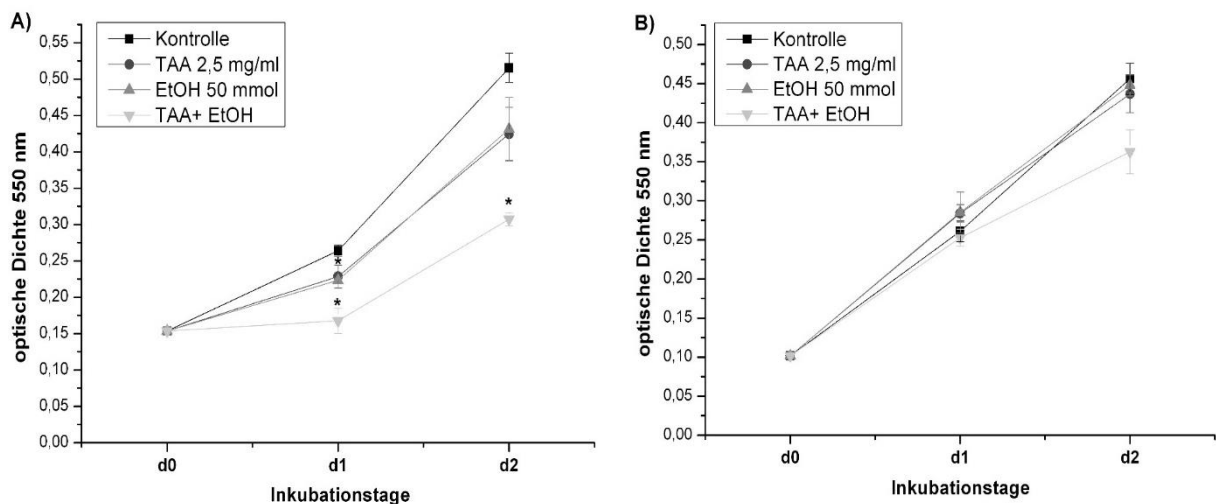 A)
Kontrolle
TAA 2,5 mg/ml
EtOH 50 mmol
TAA+ EtOH
optische Dichte 550 nm
0,55
0,50
0,45
0,40
0,35
0,30
0,25
0,20
0,15
0,10
0,05
0,00
*
*
*
d0 d1 d2
Inkubationstage
B)
Kontrolle
TAA 2,5 mg/ml
EtOH 50 mmol
TAA+ EtOH
optische Dichte 550 nm
0,50
0,45
0,40
0,35
0,30
0,25
0,20
0,15
0,10
0,05
0,00
d0 d1 d2
Inkubationstage